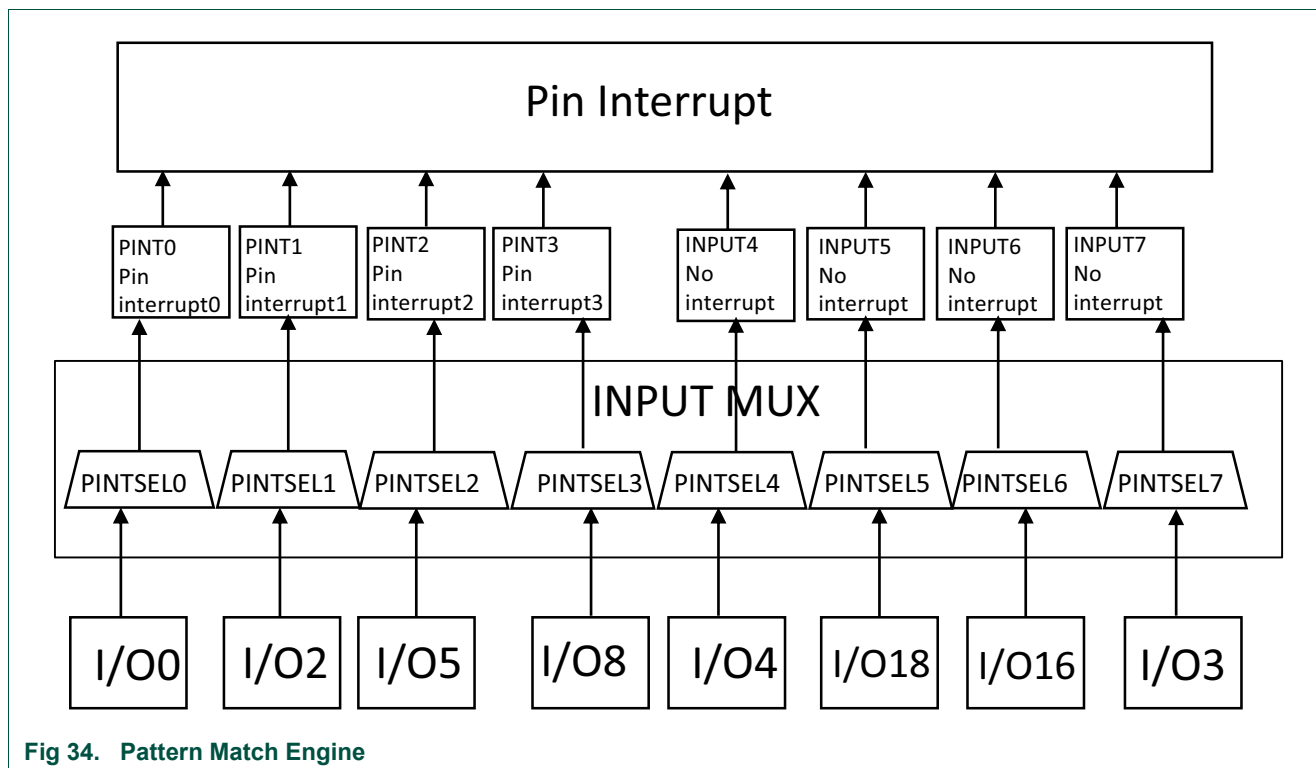 Pin Interrupt
PINT0
Pin
interrupt0
PINT1
Pin
interrupt1
PINT2
Pin
interrupt2
PINT3
Pin
interrupt3
INPUT4
No
interrupt
INPUT5
No
interrupt
INPUT6
No
interrupt
INPUT7
No
interrupt
INPUT MUX
PINTSEL0
PINTSEL1
PINTSEL2
PINTSEL3
PINTSEL4
PINTSEL5
PINTSEL6
PINTSEL7
I/O0
I/O2
I/O5
I/O8
I/O4
I/O18
I/O16
I/O3
Fig 34. Pattern Match Engine